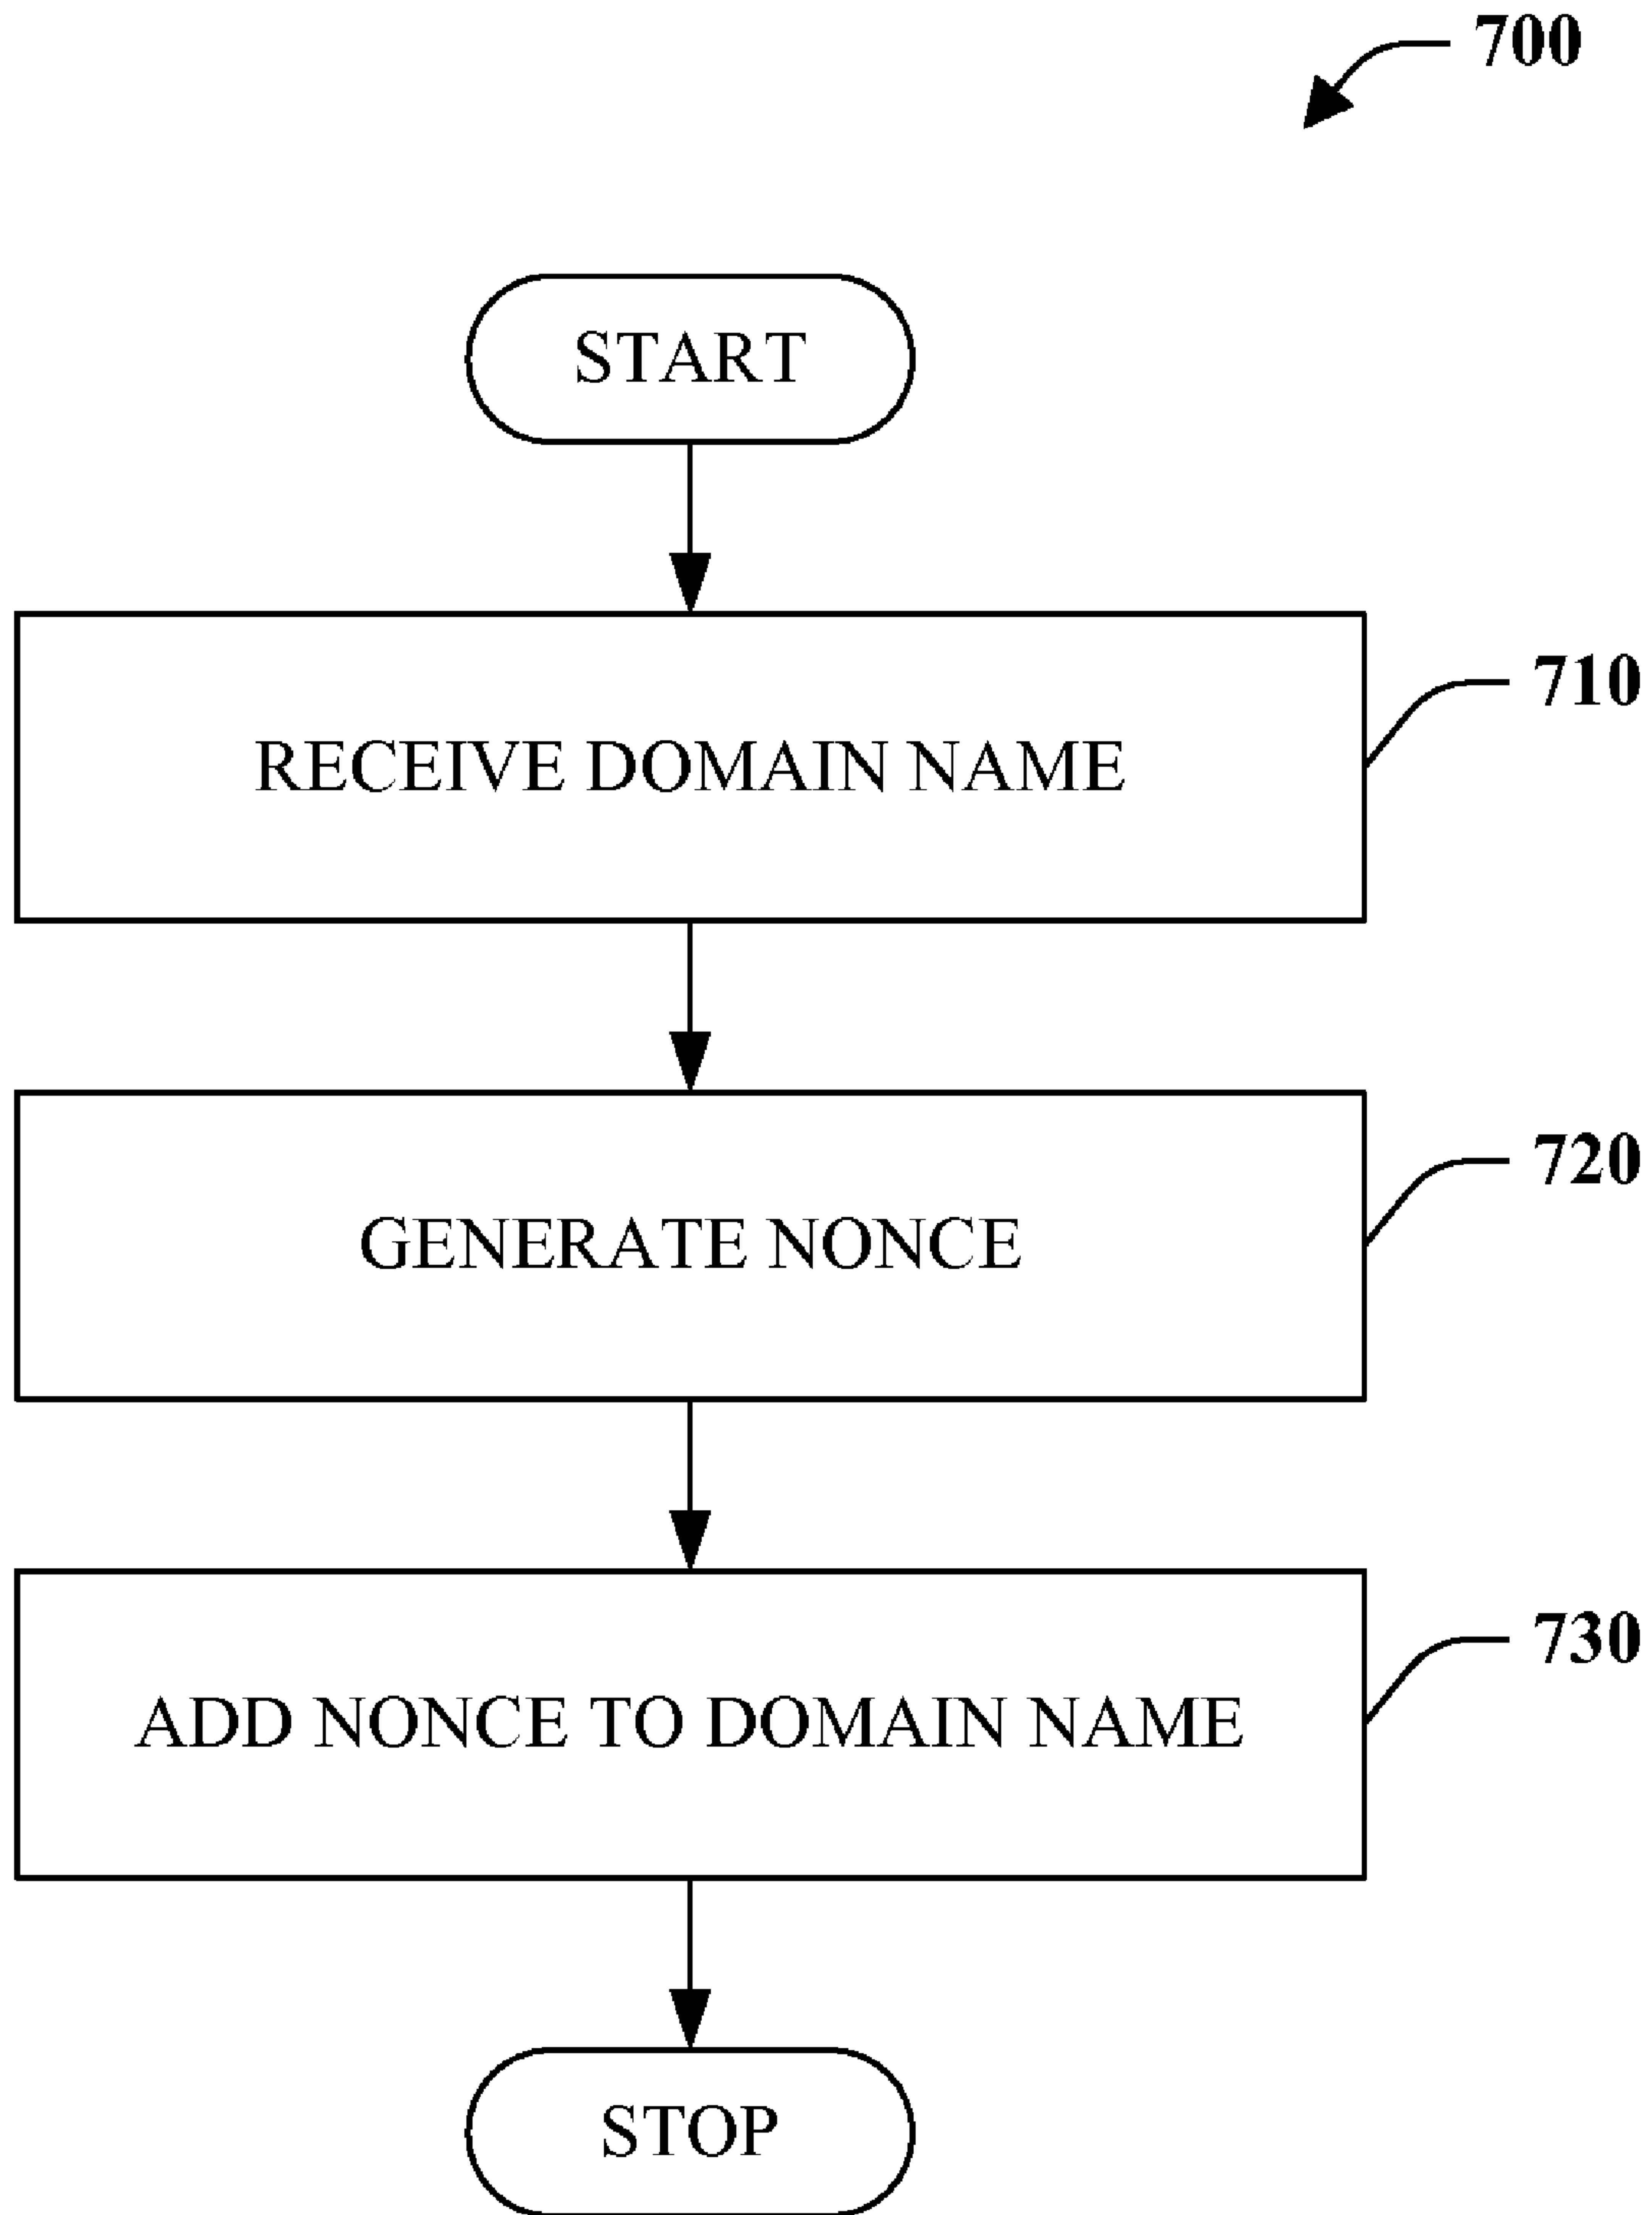 700
START
RECEIVE DOMAIN NAME
710
GENERATE NONCE
720
ADD NONCE TO DOMAIN NAME
730
STOP